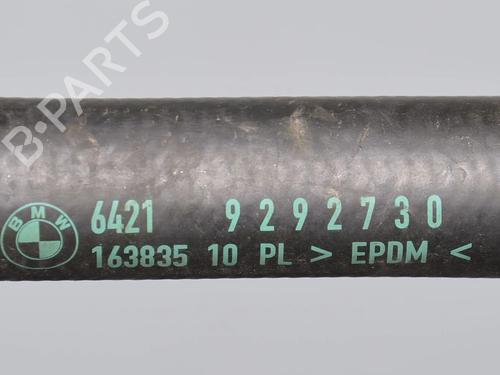 B-PARTS
BMW
6421 9292730
163835 10 PL > EPDM <